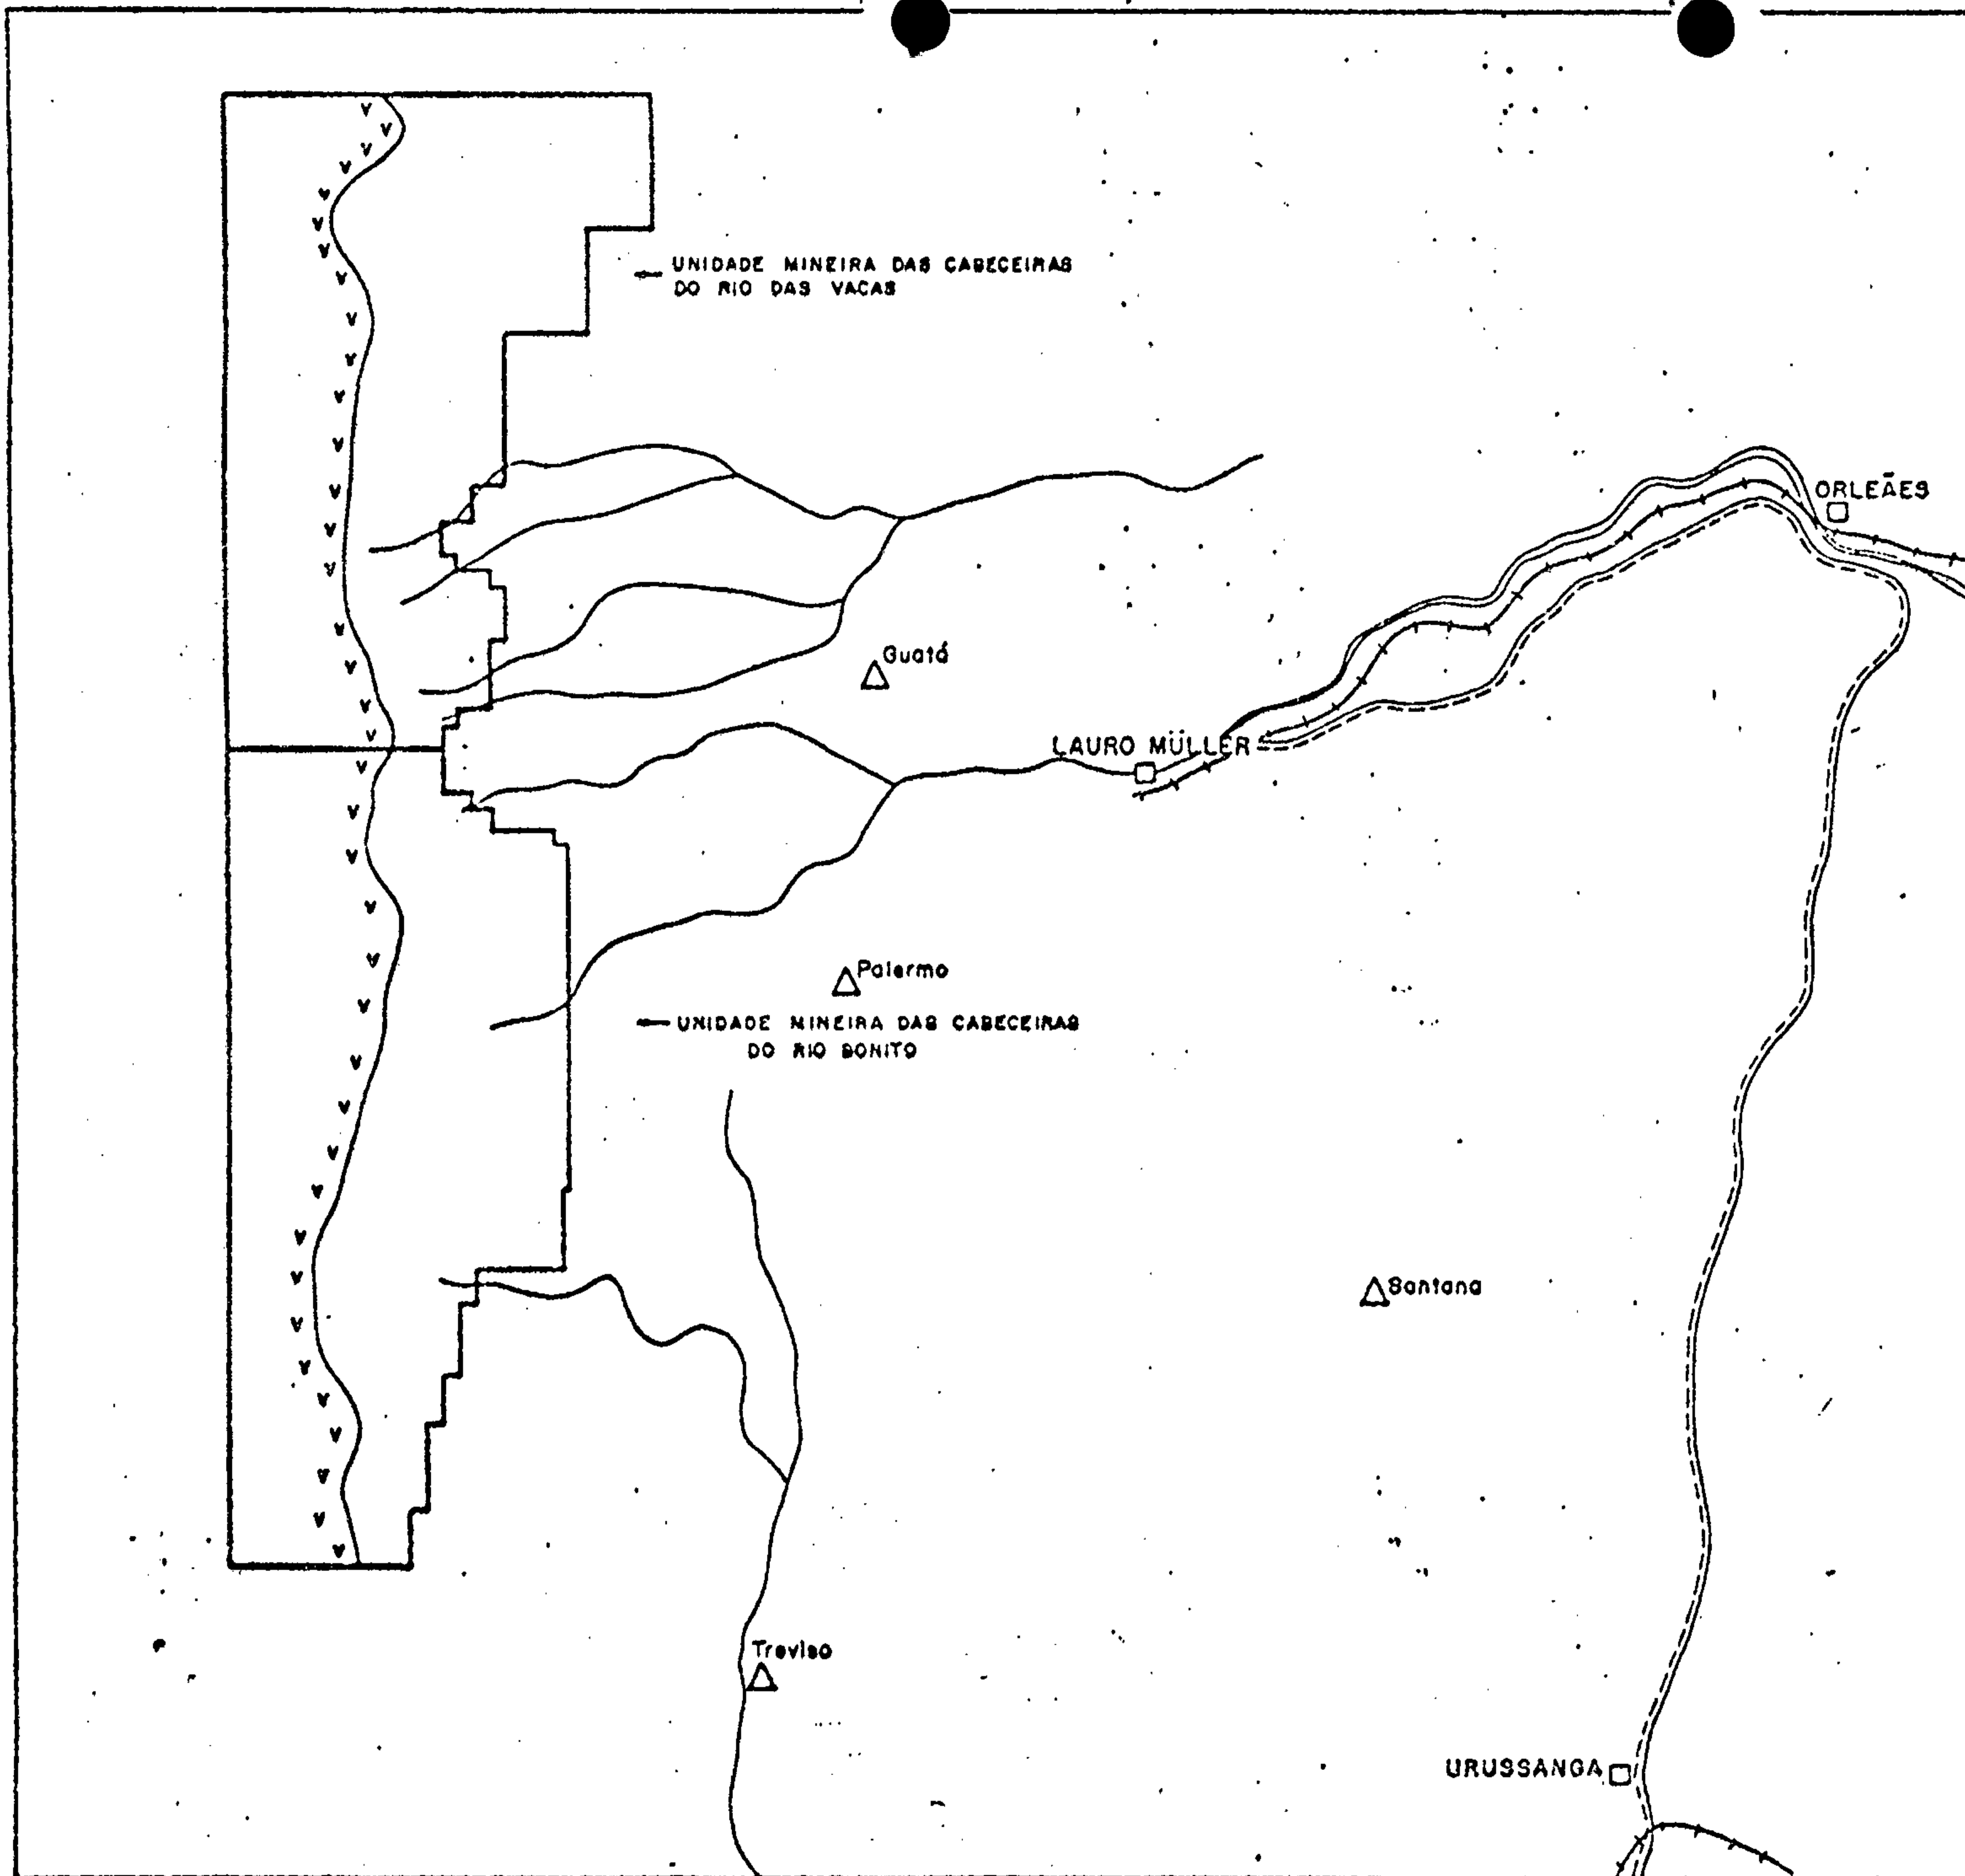 UNIDADE MINEIRA DAS CABECEIRAS
DO RIO DAS VACAS
ORLEÃES
Guatá
LAURO MÜLLER
Palermo
UNIDADE MINEIRA DAS CABECEIRAS
DO RIO BONITO
Santana
Treviso
URUSSANGA